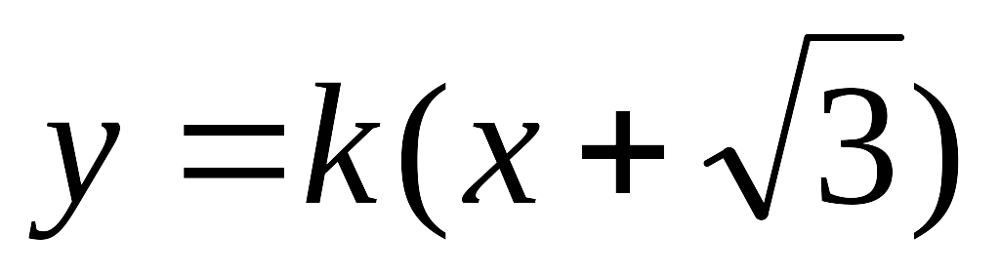 y =k(x + √3)